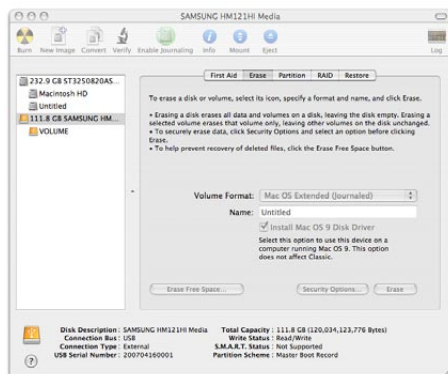 SAMSUNG HM121HI Media
Burn New Image Convert Verify Enable Journaling Info Mount Eject Log
232.9 GB ST3250820AS...
Macintosh HD
Untitled
111.8 GB SAMSUNG HM...
VOLUME
First Aid Erase Partition RAID Restore
To erase a disk or volume, select its icon, specify a format and name, and click Erase.
• Erasing a disk erases all data and volumes on a disk, leaving the disk empty. Erasing a
selected volume erases that volume only, leaving other volumes on the disk unchanged.
• To securely erase data, click Security Options and select an option before clicking
Erase.
• To help prevent recovery of deleted files, click the Erase Free Space button.
Volume Format: Mac OS Extended (Journaled)
Name: Untitled
Install Mac OS 9 Disk Driver
Select this option to use this device on a
computer running Mac OS 9. This option
does not affect Classic.
Erase Free Space... Security Options... Erase
Disk Description : SAMSUNG HM121HI Media Total Capacity : 111.8 GB (120,034,123,776 Bytes)
Connection Bus : USB Write Status : Read/Write
Connection Type : External S.M.A.R.T. Status : Not Supported
USB Serial Number : 200704160001 Partition Scheme : Master Boot Record
?